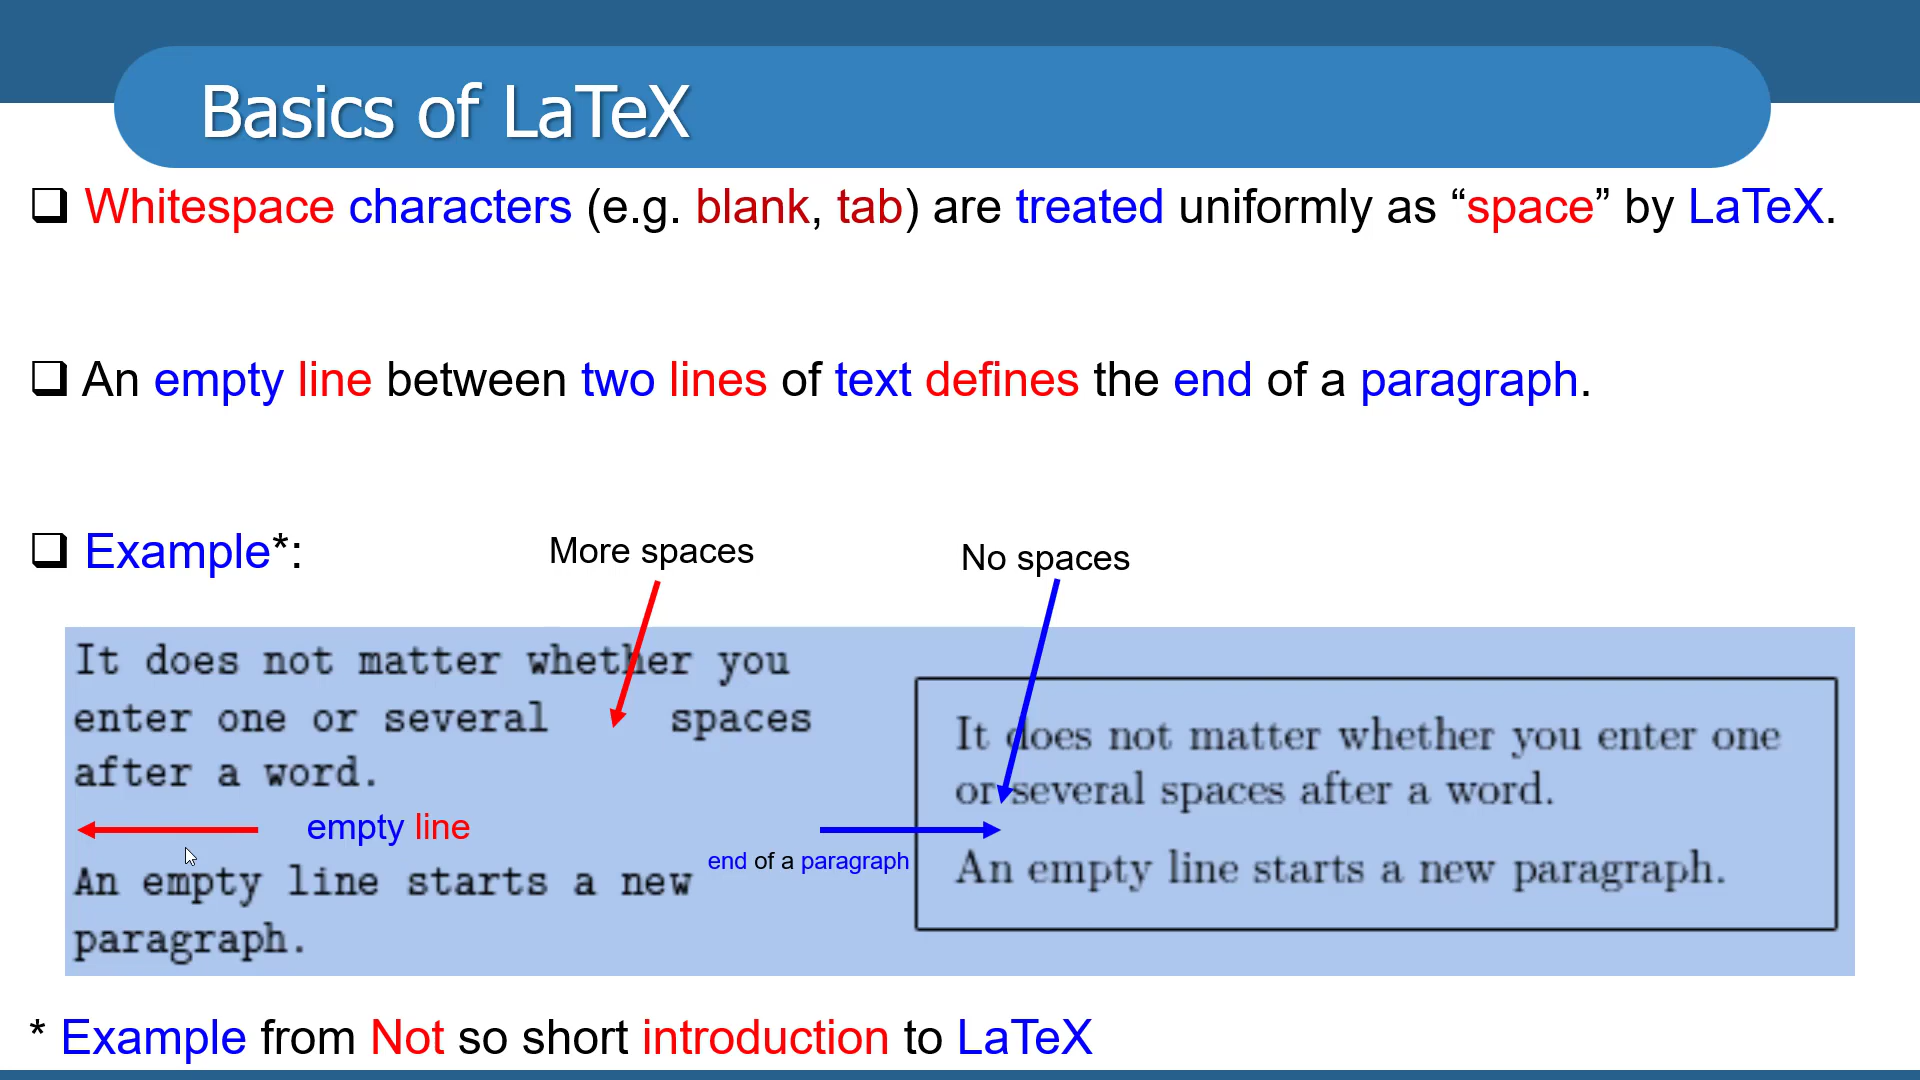 Basics of LaTeX
❑ Whitespace characters (e.g. blank, tab) are treated uniformly as “space” by LaTeX.
❑ An empty line between two lines of text defines the end of a paragraph.
❑ Example*:
More spaces
No spaces
It does not matter whether you
enter one or several     spaces
after a word.
empty line
An empty line starts a new
paragraph.
end of a paragraph
It does not matter whether you enter one
or several spaces after a word.
An empty line starts a new paragraph.
* Example from Not so short introduction to LaTeX